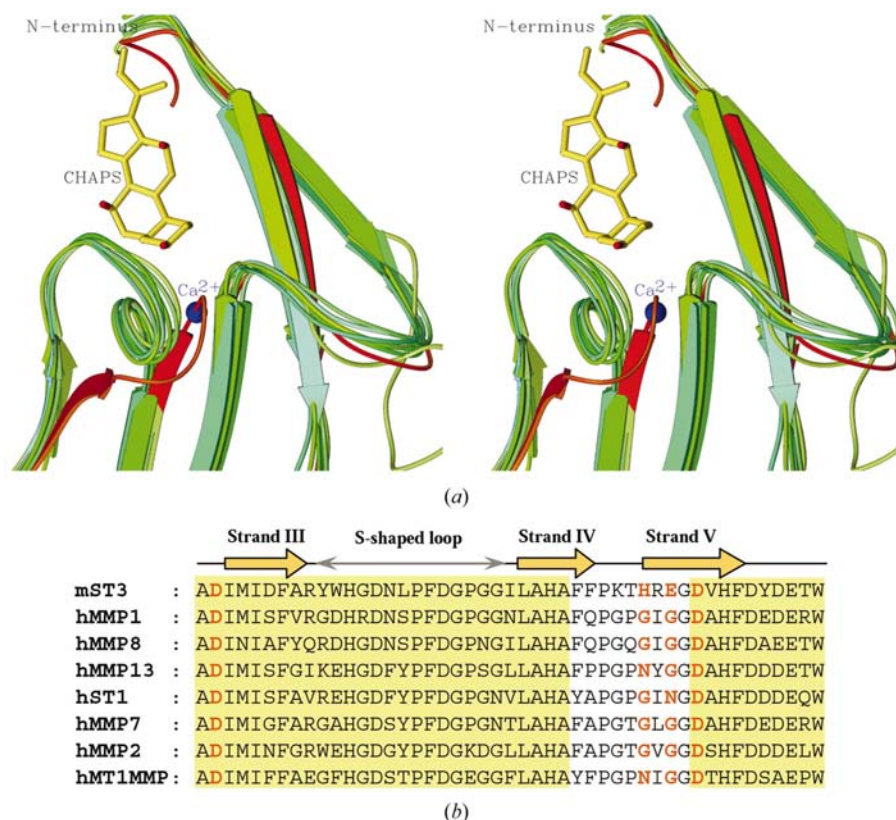 N-terminus N-terminus
CHAPS CHAPS
Ca2+ Ca2+
(a)
Strand III S-shaped loop Strand IV Strand V
mST3 : ADIMIDFARYWHGDNLPFDGPGGILAHAFFPKTHREGDVHFDYDETW
hMMP1 : ADIMISFVRGDHRDNSPFDGPGGNLAHAFQPGPGIGGDAHFDEDERW
hMMP8 : ADINIAFYQRDHGDNSPFDGPNGILAHAFQPGQGIGGDAHFDAEETW
hMMP13 : ADIMISFGIKEHGDFYPFDGPSGLLAHAFPPGPNYGGDAHFDDDETW
hST1 : ADIMISFAVREHGDFYPFDGPGNVLAHAYAPGPGINGDAHFDDDEQW
hMMP7 : ADIMIGFARGAHGDSYPFDGPGNTLAHAFAPGTGLGGDAHFDEDERW
hMMP2 : ADIMINFGRWEHGDGYPFDGKDGLLAHAFAPGTGVGGDSHFDDDELW
hMT1MMP : ADIMIFFAEGFHGDSTPFDGEGGFLAHAYFPGPNIGGDTHFDSAEPW
(b)